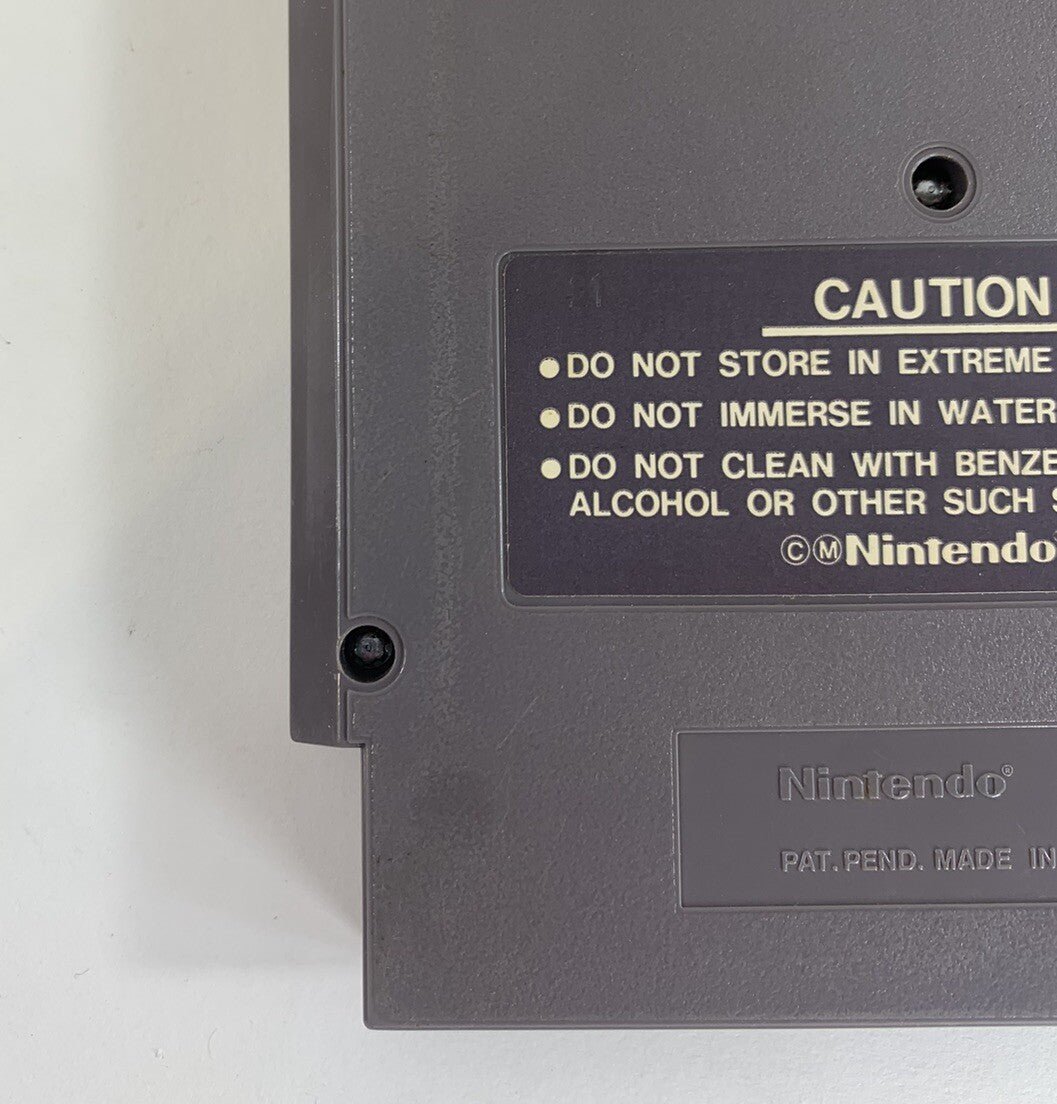 CAUTION
●DO NOT STORE IN EXTREME
●DO NOT IMMERSE IN WATER
●DO NOT CLEAN WITH BENZE
ALCOHOL OR OTHER SUCH
ⒸⓂNintendo
Nintendo®
PAT. PEND. MADE IN